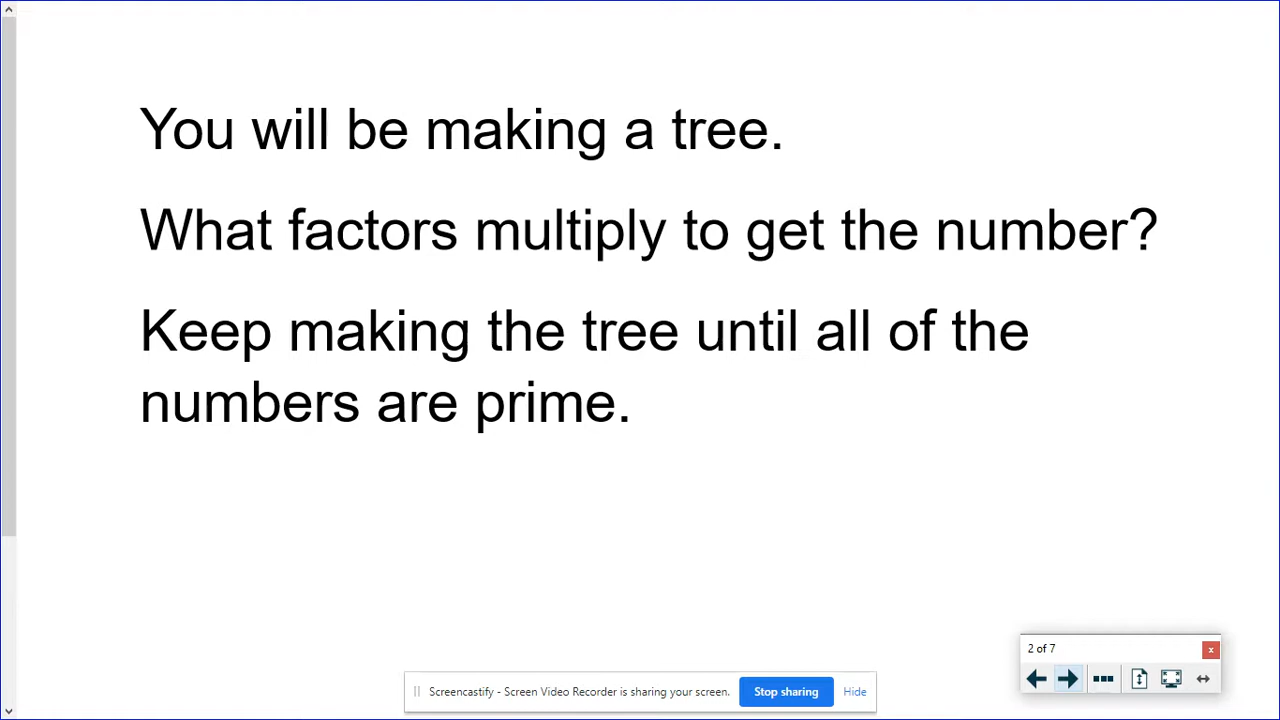 You will be making a tree.
What factors multiply to get the number?
Keep making the tree until all of the
numbers are prime.
2 of 7
x
Screencastify - Screen Video Recorder is sharing your screen.
Stop sharing
Hide